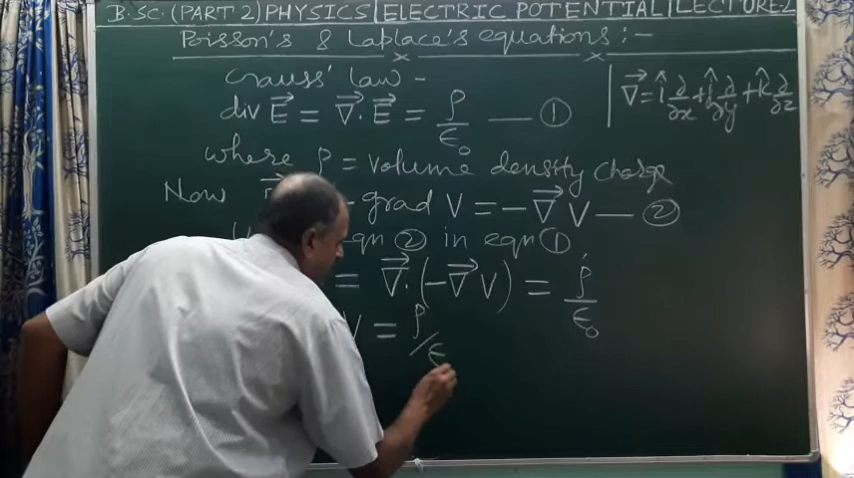 B.SC.(PART 2) PHYSICS | ELECTRIC POTENTIAL | LECTURE-2
Poisson's & Laplace's equations :-
Gauss' law -
div E⃗ = ∇⃗·E⃗ = ρ/ε₀ — ①
∇⃗ = î ∂/∂x + ĵ ∂/∂y + k̂ ∂/∂z
where ρ = volume density charge
Now - grad V = -∇⃗V — ②
eqn ② in eqn ①
= ∇⃗·(-∇⃗V) = ρ/ε₀
V = ρ/ε